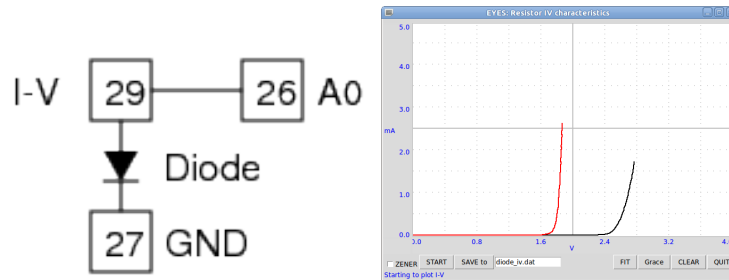 I-V 29 26 A0
Diode
27 GND
EYES: Resistor IV characteristics
5.0
4.0
3.0
mA
2.0
1.0
0.0
0.0 0.8 1.6 2.4 3.2 4.
V
ZENER START SAVE to diode_iv.dat FIT Grace CLEAR QUIT
Starting to plot I-V